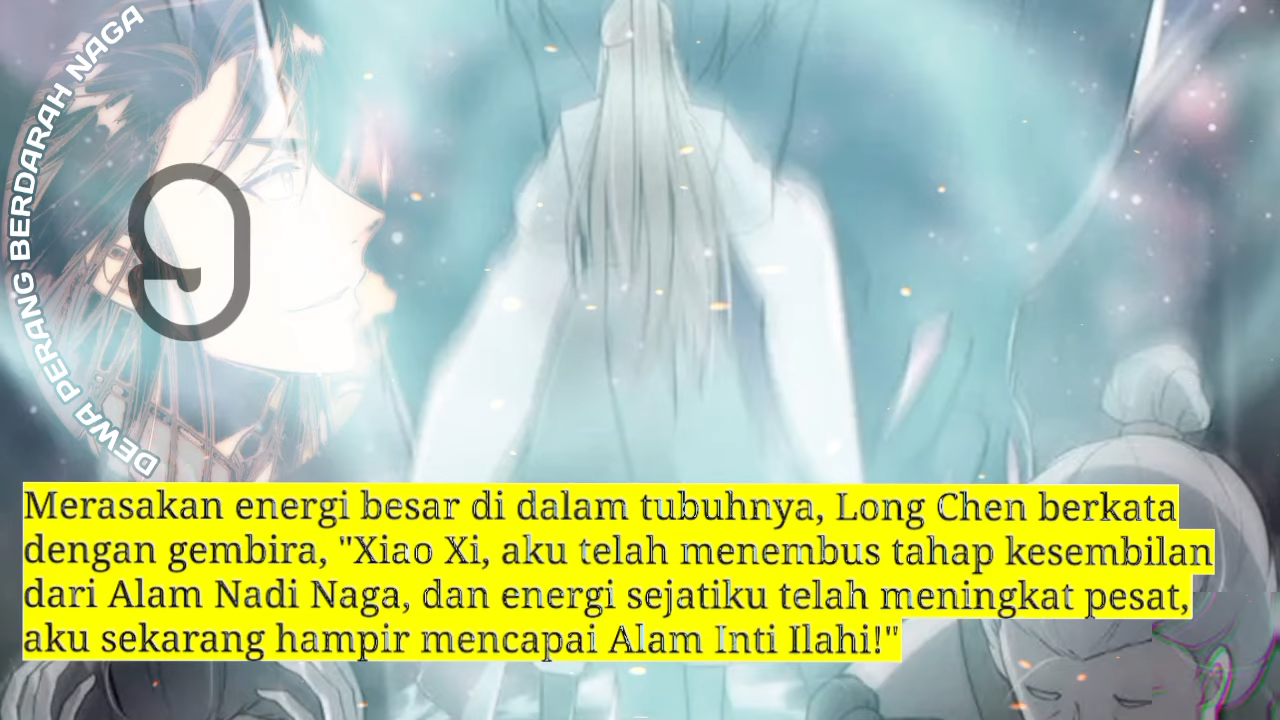 DEWA PERANG BERDARAH NAGA
Merasakan energi besar di dalam tubuhnya, Long Chen berkata
dengan gembira, "Xiao Xi, aku telah menembus tahap kesembilan
dari Alam Nadi Naga, dan energi sejatiku telah meningkat pesat,
aku sekarang hampir mencapai Alam Inti Ilahi!"